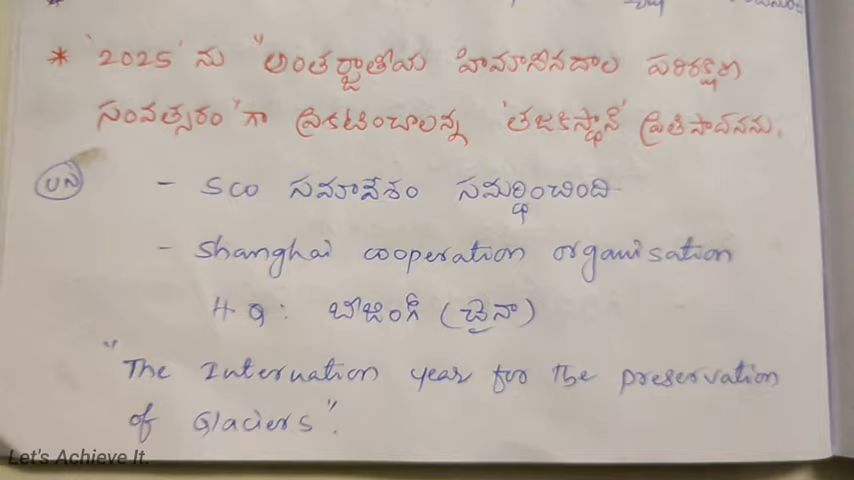 * '2025' ను "అంతర్జాతీయ హిమానీనదాల పరిరక్షణ
సంవత్సరం"గా ప్రకటించాలన్న 'తజకిస్థాన్' ప్రతిపాదనను,
జవ - SCO సమావేశం సమర్థించింది
- Shanghai cooperation organisation
H.Q: బీజింగ్ (చైనా)
"The Internation year for the preservation
of Glaciers".
Let's Achieve It.